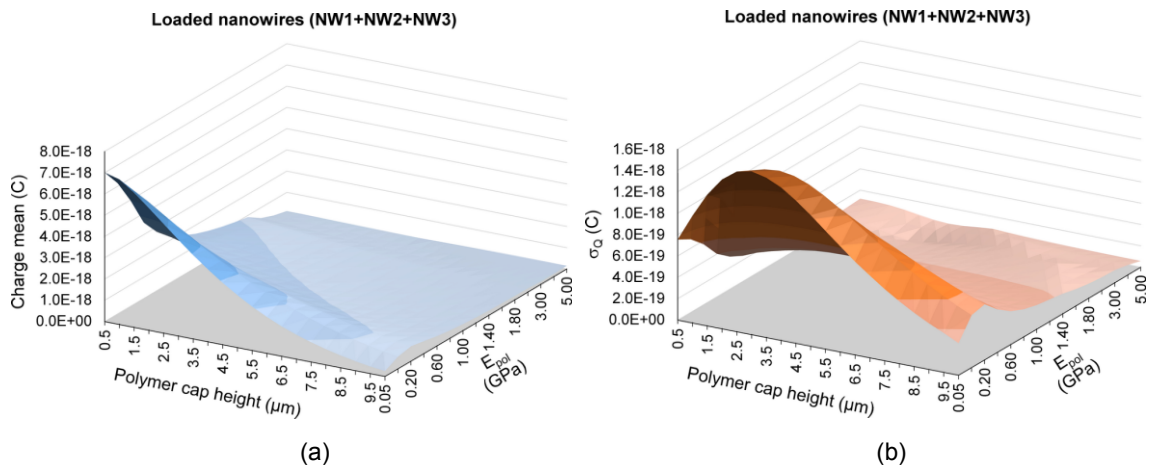 Loaded nanowires (NW1+NW2+NW3)
Charge mean (C)
8.0E-18
7.0E-18
6.0E-18
5.0E-18
4.0E-18
3.0E-18
2.0E-18
1.0E-18
0.0E+00
0.5
1.5
2.5
3.5
4.5
5.5
6.5
7.5
8.5
9.5
Polymer cap height (µm)
0.05
0.20
0.60
1.00
1.40
1.80
3.00
5.00
E_pol
(GPa)
(a)
Loaded nanowires (NW1+NW2+NW3)
σ_Q (C)
1.6E-18
1.4E-18
1.2E-18
1.0E-18
8.0E-19
6.0E-19
4.0E-19
2.0E-19
0.0E+00
0.5
1.5
2.5
3.5
4.5
5.5
6.5
7.5
8.5
9.5
Polymer cap height (µm)
0.05
0.20
0.60
1.00
1.40
1.80
3.00
5.00
E_pol
(GPa)
(b)